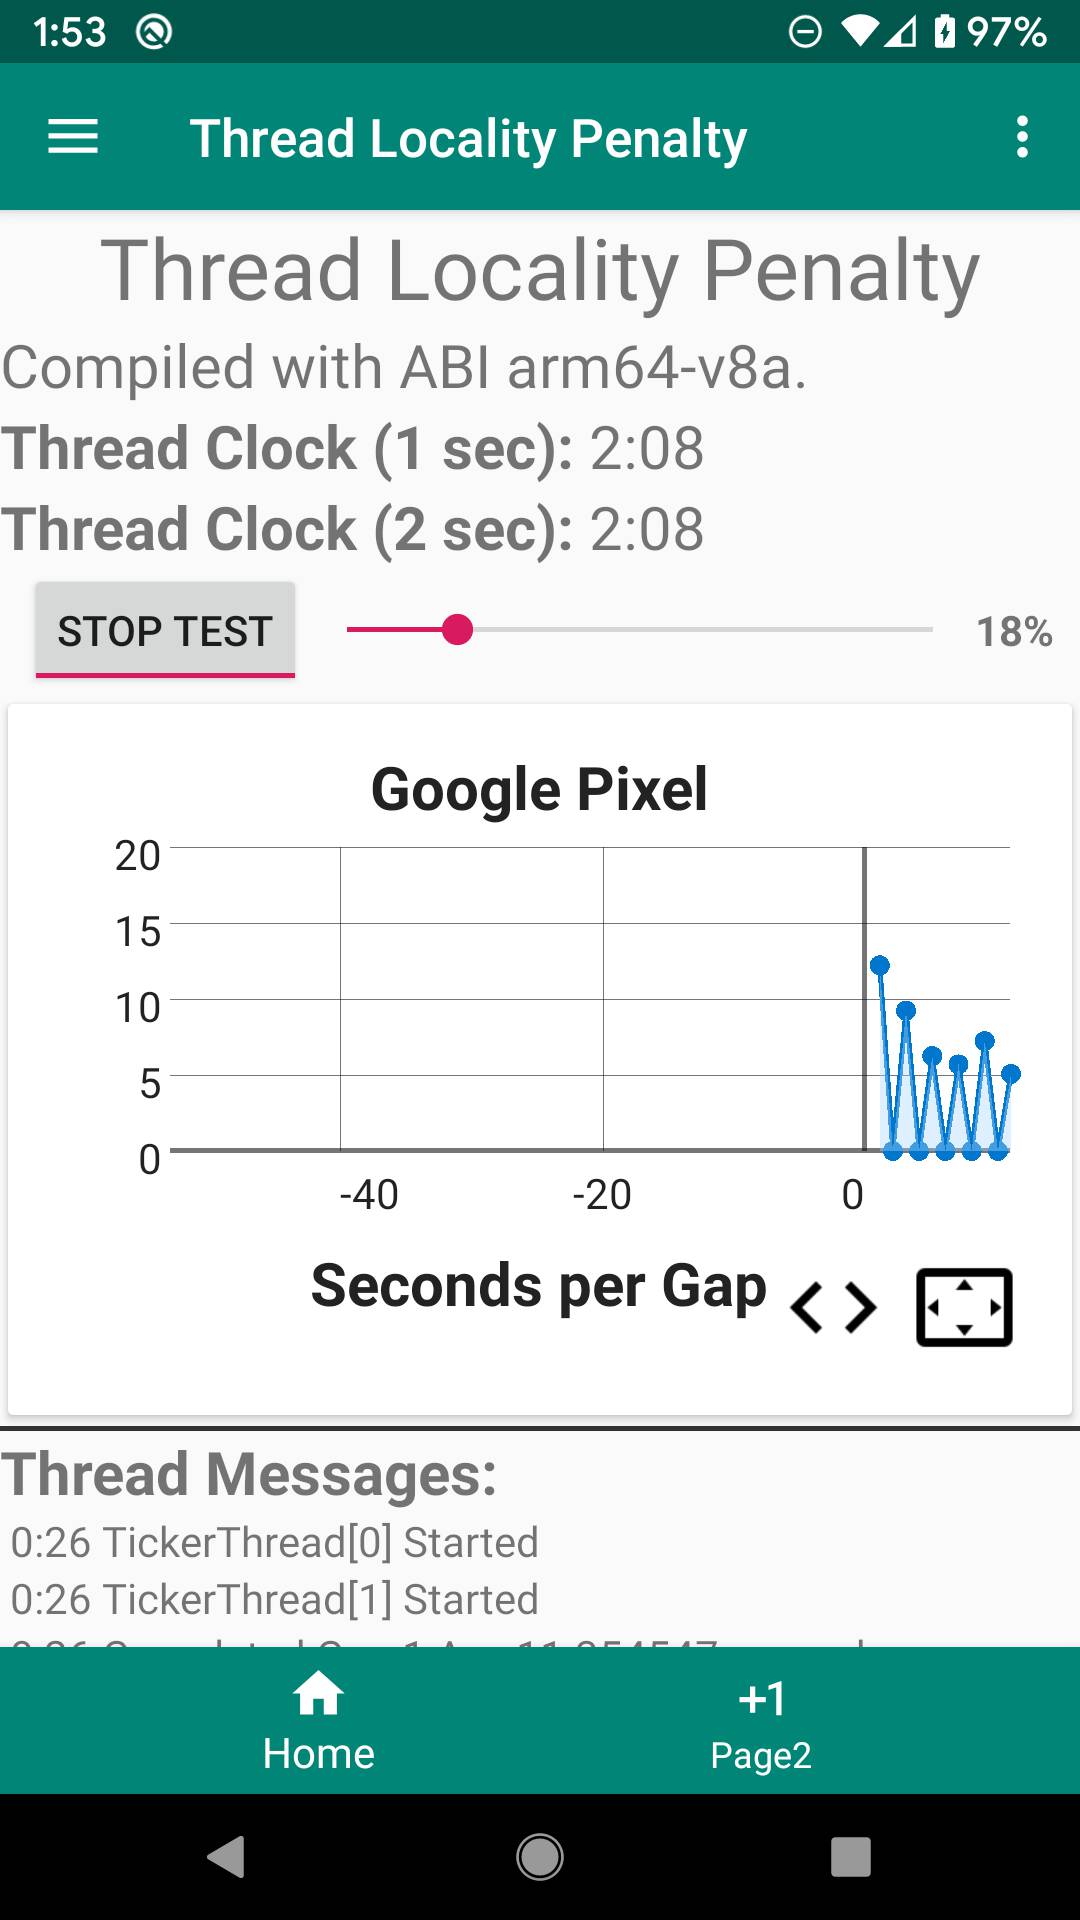 1:53 97%
Thread Locality Penalty
Thread Locality Penalty
Compiled with ABI arm64-v8a.
Thread Clock (1 sec): 2:08
Thread Clock (2 sec): 2:08
STOP TEST 18%
Google Pixel
20
15
10
5
0
-40 -20 0
Seconds per Gap
Thread Messages:
0:26 TickerThread[0] Started
0:26 TickerThread[1] Started
+1
Home Page2